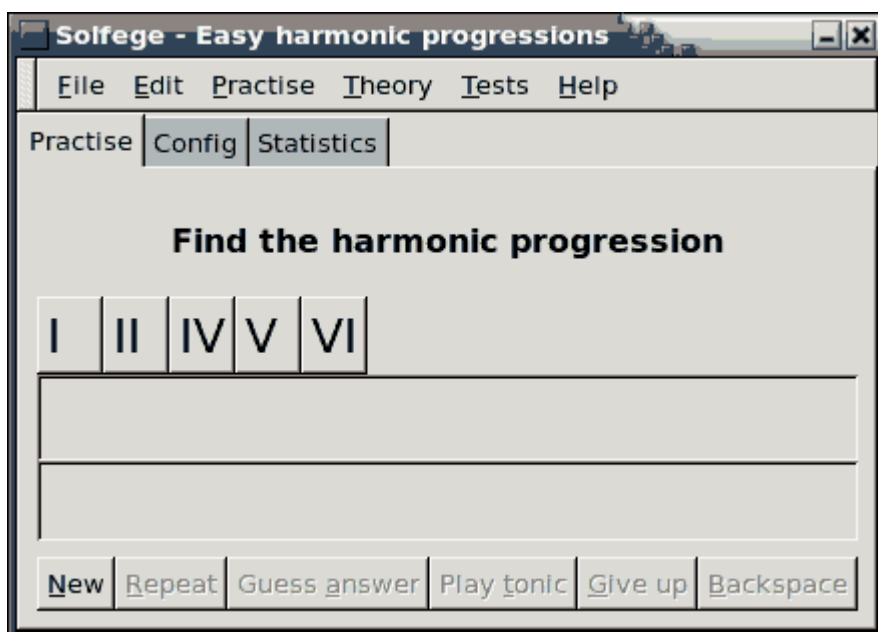 Solfege - Easy harmonic progressions
File Edit Practise Theory Tests Help
Practise Config Statistics
Find the harmonic progression
I II IV V VI
New Repeat Guess answer Play tonic Give up Backspace